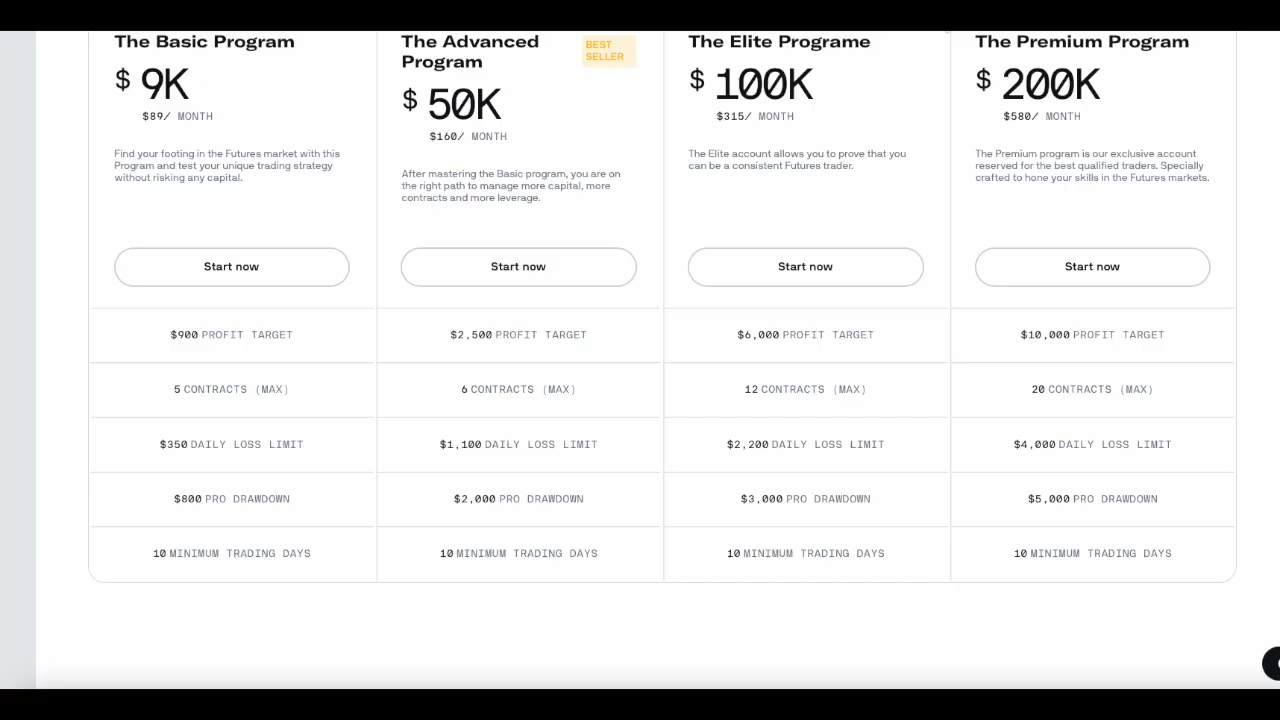 The Basic Program
$ 9K
$89/ MONTH
Find your footing in the Futures market with this
Program and test your unique trading strategy
without risking any capital.
Start now
$900 PROFIT TARGET
5 CONTRACTS (MAX)
$350 DAILY LOSS LIMIT
$800 PRO DRAWDOWN
10 MINIMUM TRADING DAYS
The Advanced
Program
BEST
SELLER
$ 50K
$160/ MONTH
After mastering the Basic program, you are on
the right path to manage more capital, more
contracts and more leverage.
Start now
$2,500 PROFIT TARGET
6 CONTRACTS (MAX)
$1,100 DAILY LOSS LIMIT
$2,000 PRO DRAWDOWN
10 MINIMUM TRADING DAYS
The Elite Programe
$ 100K
$315/ MONTH
The Elite account allows you to prove that you
can be a consistent Futures trader.
Start now
$6,000 PROFIT TARGET
12 CONTRACTS (MAX)
$2,200 DAILY LOSS LIMIT
$3,000 PRO DRAWDOWN
10 MINIMUM TRADING DAYS
The Premium Program
$ 200K
$580/ MONTH
The Premium program is our exclusive account
reserved for the best qualified traders. Specially
crafted to hone your skills in the Futures markets.
Start now
$10,000 PROFIT TARGET
20 CONTRACTS (MAX)
$4,000 DAILY LOSS LIMIT
$5,000 PRO DRAWDOWN
10 MINIMUM TRADING DAYS